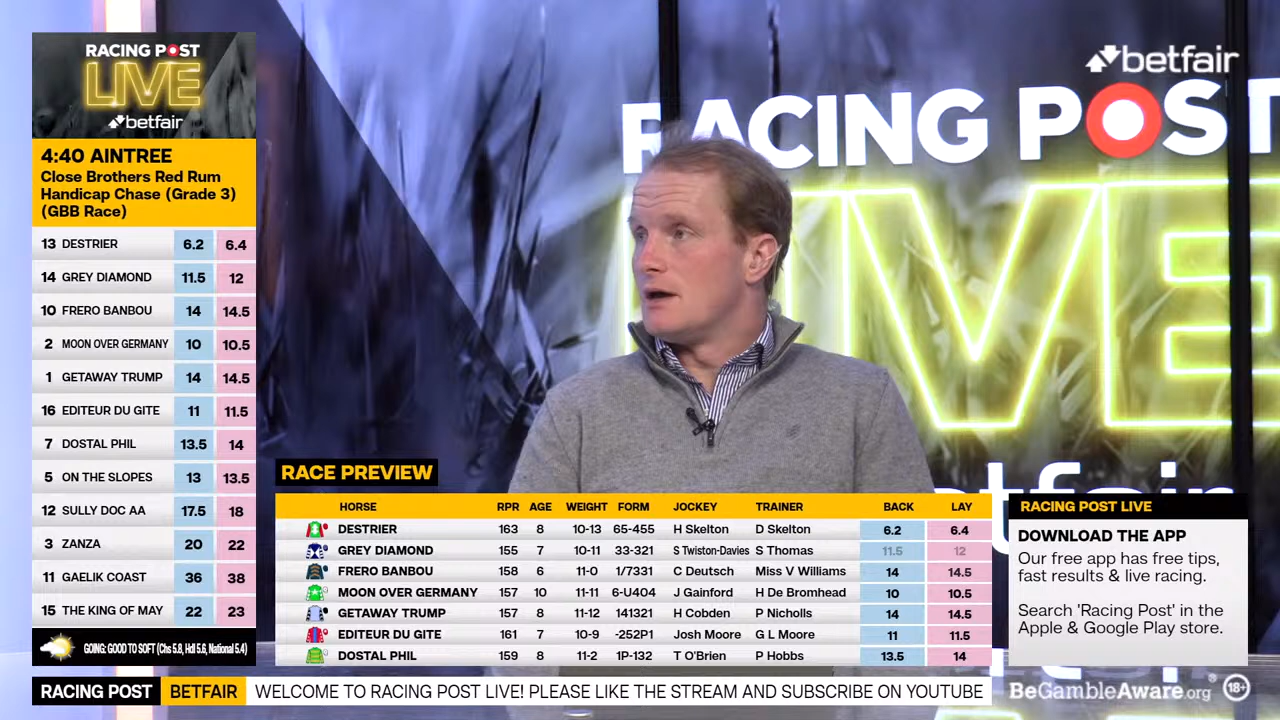 RACING POST
LIVE
betfair
4:40 AINTREE
Close Brothers Red Rum
Handicap Chase (Grade 3)
(GBB Race)
13 DESTRIER 6.2 6.4
14 GREY DIAMOND 11.5 12
10 FRERO BANBOU 14 14.5
2 MOON OVER GERMANY 10 10.5
1 GETAWAY TRUMP 14 14.5
16 EDITEUR DU GITE 11 11.5
7 DOSTAL PHIL 13.5 14
5 ON THE SLOPES 13 13.5
12 SULLY DOC AA 17.5 18
3 ZANZA 20 22
11 GAELIK COAST 36 38
15 THE KING OF MAY 22 23
GOING: GOOD TO SOFT (Chs 5.8, Hdl 5.6, National 5.4)
betfair
RACING POST
LIVE
betfair
RACE PREVIEW
HORSE RPR AGE WEIGHT FORM JOCKEY TRAINER BACK LAY
DESTRIER 163 8 10-13 65-455 H Skelton D Skelton 6.2 6.4
GREY DIAMOND 155 7 10-11 33-321 S Twiston-Davies S Thomas 11.5 12
FRERO BANBOU 158 6 11-0 1/7331 C Deutsch Miss V Williams 14 14.5
MOON OVER GERMANY 157 10 11-11 6-U404 J Gainford H De Bromhead 10 10.5
GETAWAY TRUMP 157 8 11-12 141321 H Cobden P Nicholls 14 14.5
EDITEUR DU GITE 161 7 10-9 -252P1 Josh Moore G L Moore 11 11.5
DOSTAL PHIL 159 8 11-2 1P-132 T O'Brien P Hobbs 13.5 14
RACING POST LIVE
DOWNLOAD THE APP
Our free app has free tips,
fast results & live racing.
Search 'Racing Post' in the
Apple & Google Play store.
RACING POST BETFAIR WELCOME TO RACING POST LIVE! PLEASE LIKE THE STREAM AND SUBSCRIBE ON YOUTUBE
BeGambleAware.org® 18+